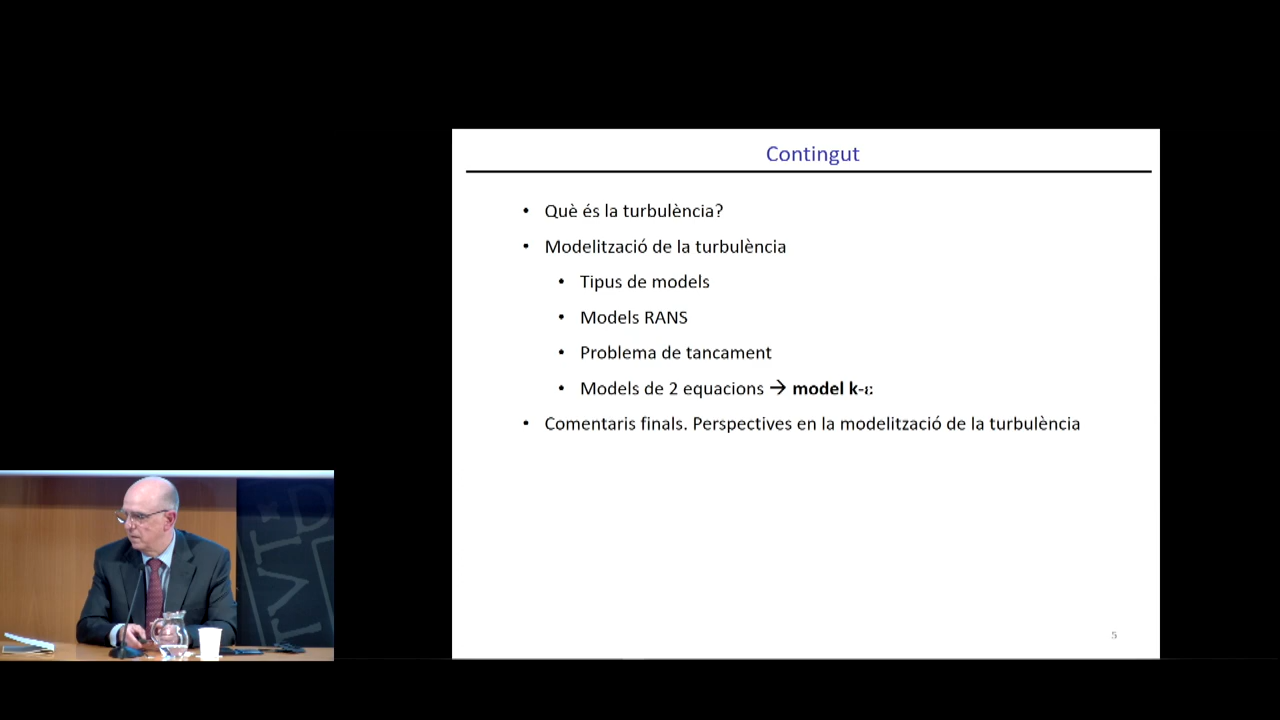 Contingut
• Què és la turbulència?
• Modelització de la turbulència
• Tipus de models
• Models RANS
• Problema de tancament
• Models de 2 equacions → model k-ε
• Comentaris finals. Perspectives en la modelització de la turbulència
5